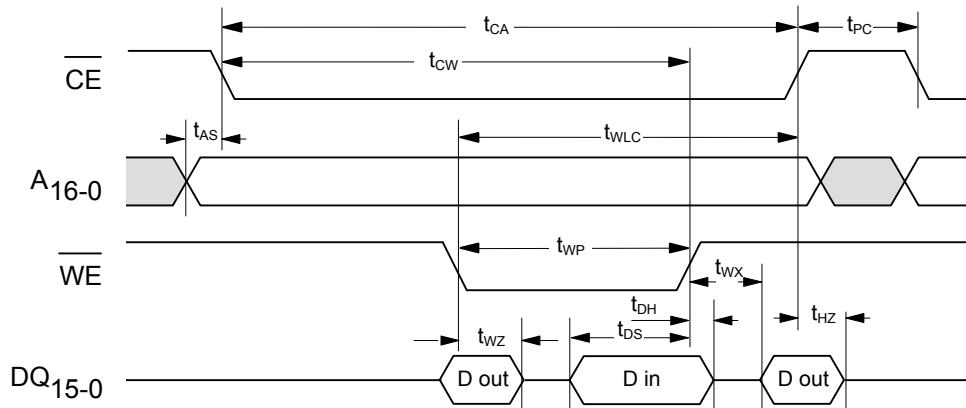 tCA
tPC
CE
tCW
tAS
tWLC
A16-0
WE
tWP
tWX
tDH
tHZ
tWZ
tDS
DQ15-0
D out
D in
D out